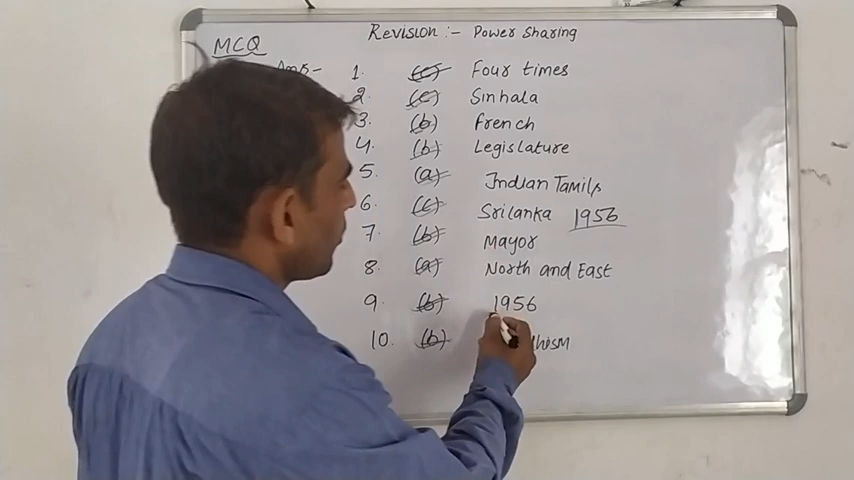 Revision :- Power Sharing
MCQ
Ans- 1. (c) Four times
2. (c) Sinhala
3. (b) French
4. (b) Legislature
5. (a) Indian Tamils
6. (c) Srilanka 1956
7. (b) Mayor
8. (a) North and East
9. (b) 1956
10. (b)